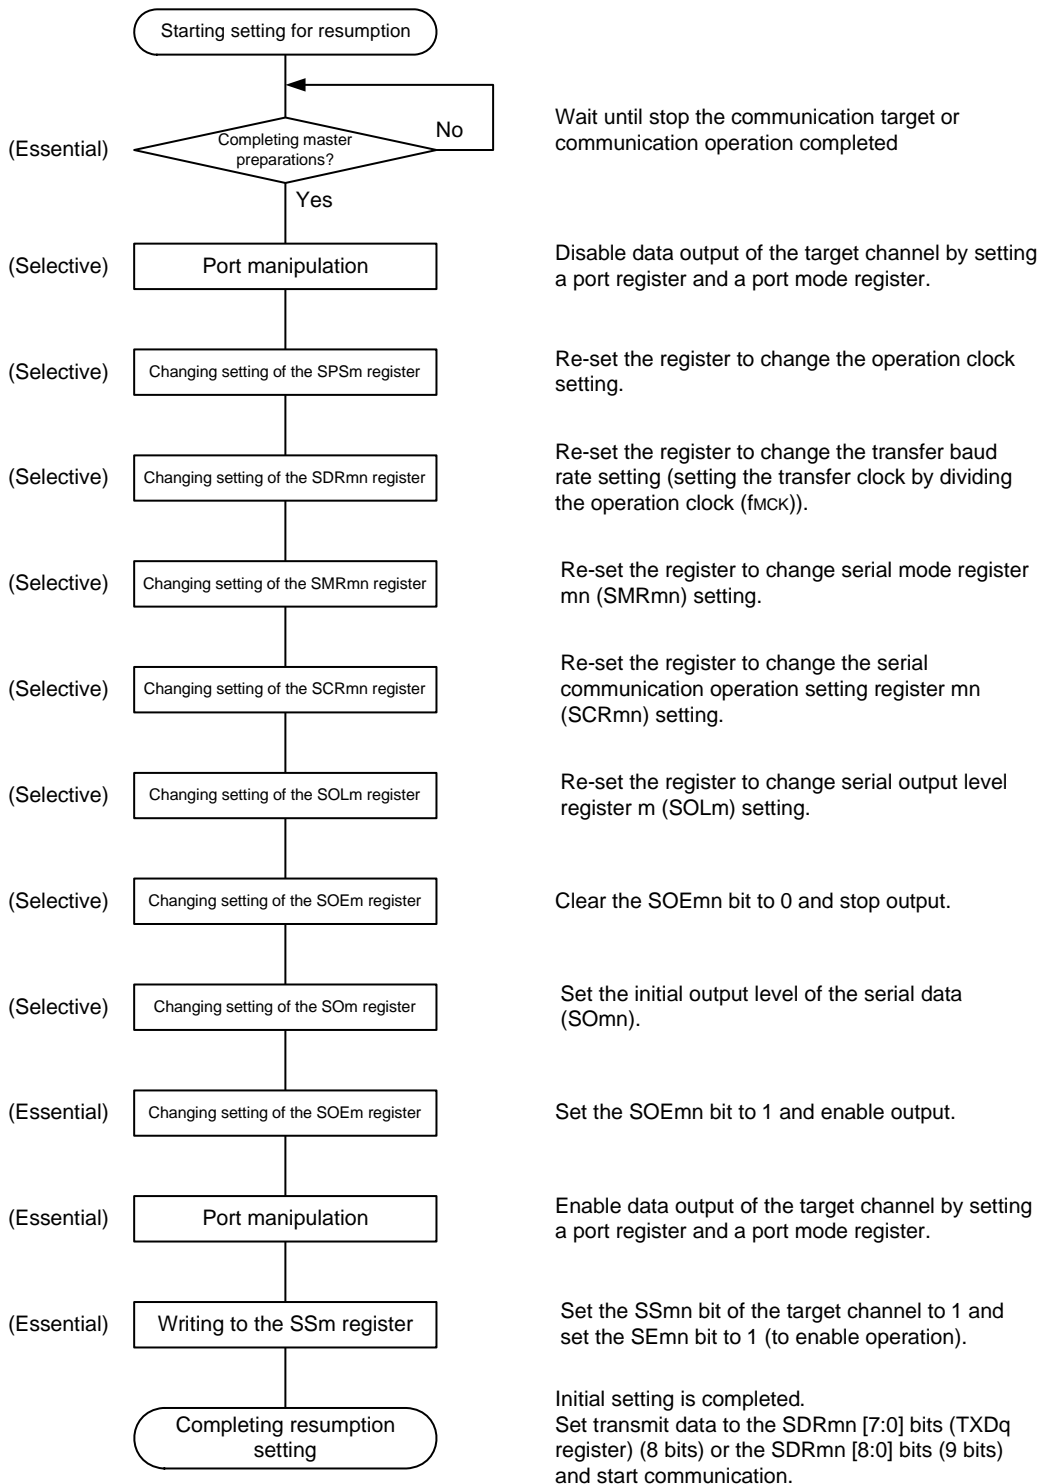 Starting setting for resumption
(Essential)
Completing master
preparations?
No
Yes
Wait until stop the communication target or
communication operation completed
(Selective)
Port manipulation
Disable data output of the target channel by setting
a port register and a port mode register.
(Selective)
Changing setting of the SPSm register
Re-set the register to change the operation clock
setting.
(Selective)
Changing setting of the SDRmn register
Re-set the register to change the transfer baud
rate setting (setting the transfer clock by dividing
the operation clock (fMCK)).
(Selective)
Changing setting of the SMRmn register
Re-set the register to change serial mode register
mn (SMRmn) setting.
(Selective)
Changing setting of the SCRmn register
Re-set the register to change the serial
communication operation setting register mn
(SCRmn) setting.
(Selective)
Changing setting of the SOLm register
Re-set the register to change serial output level
register m (SOLm) setting.
(Selective)
Changing setting of the SOEm register
Clear the SOEmn bit to 0 and stop output.
(Selective)
Changing setting of the SOm register
Set the initial output level of the serial data
(SOmn).
(Essential)
Changing setting of the SOEm register
Set the SOEmn bit to 1 and enable output.
(Essential)
Port manipulation
Enable data output of the target channel by setting
a port register and a port mode register.
(Essential)
Writing to the SSm register
Set the SSmn bit of the target channel to 1 and
set the SEmn bit to 1 (to enable operation).
Completing resumption
setting
Initial setting is completed.
Set transmit data to the SDRmn [7:0] bits (TXDq
register) (8 bits) or the SDRmn [8:0] bits (9 bits)
and start communication.